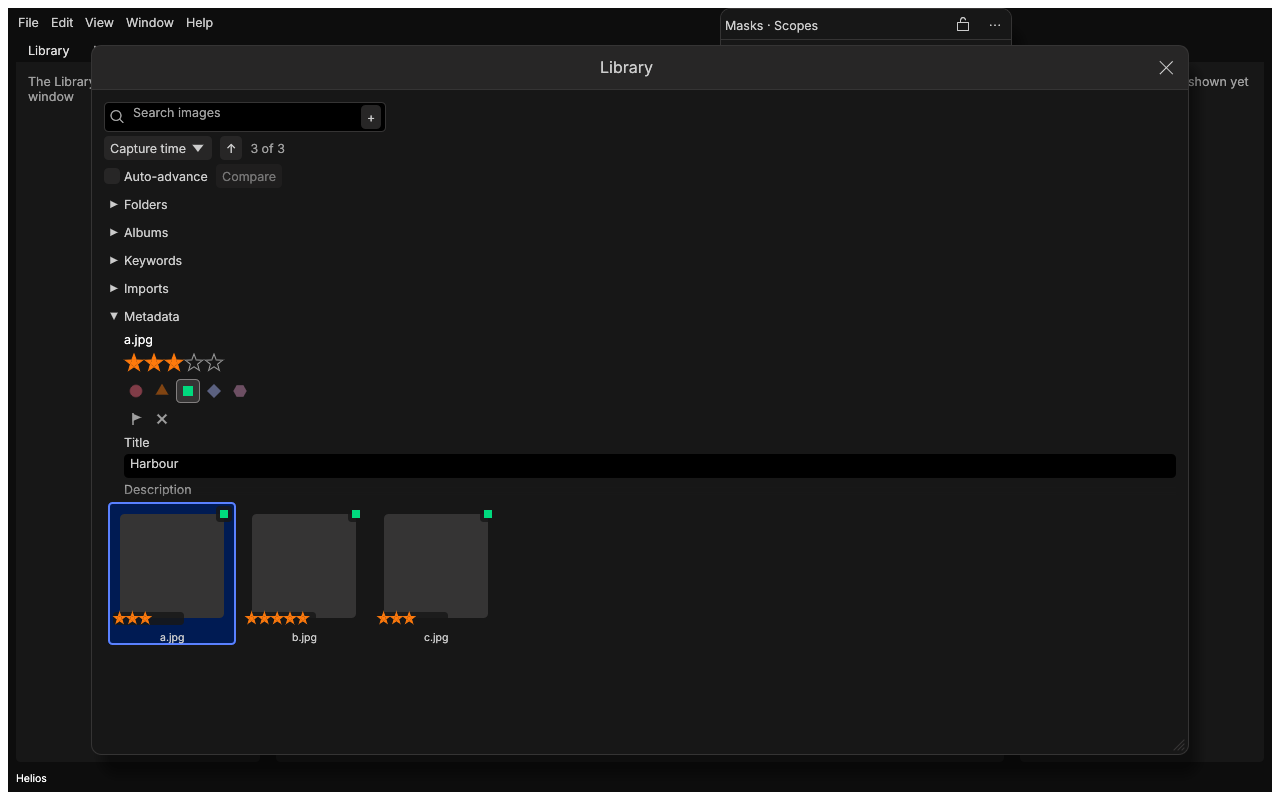 File Edit View Window Help
Masks · Scopes
Library
Library
The Library
window
shown yet
Search images
+
Capture time
3 of 3
Auto-advance Compare
Folders
Albums
Keywords
Imports
Metadata
a.jpg
Title
Harbour
Description
a.jpg
b.jpg
c.jpg
Helios